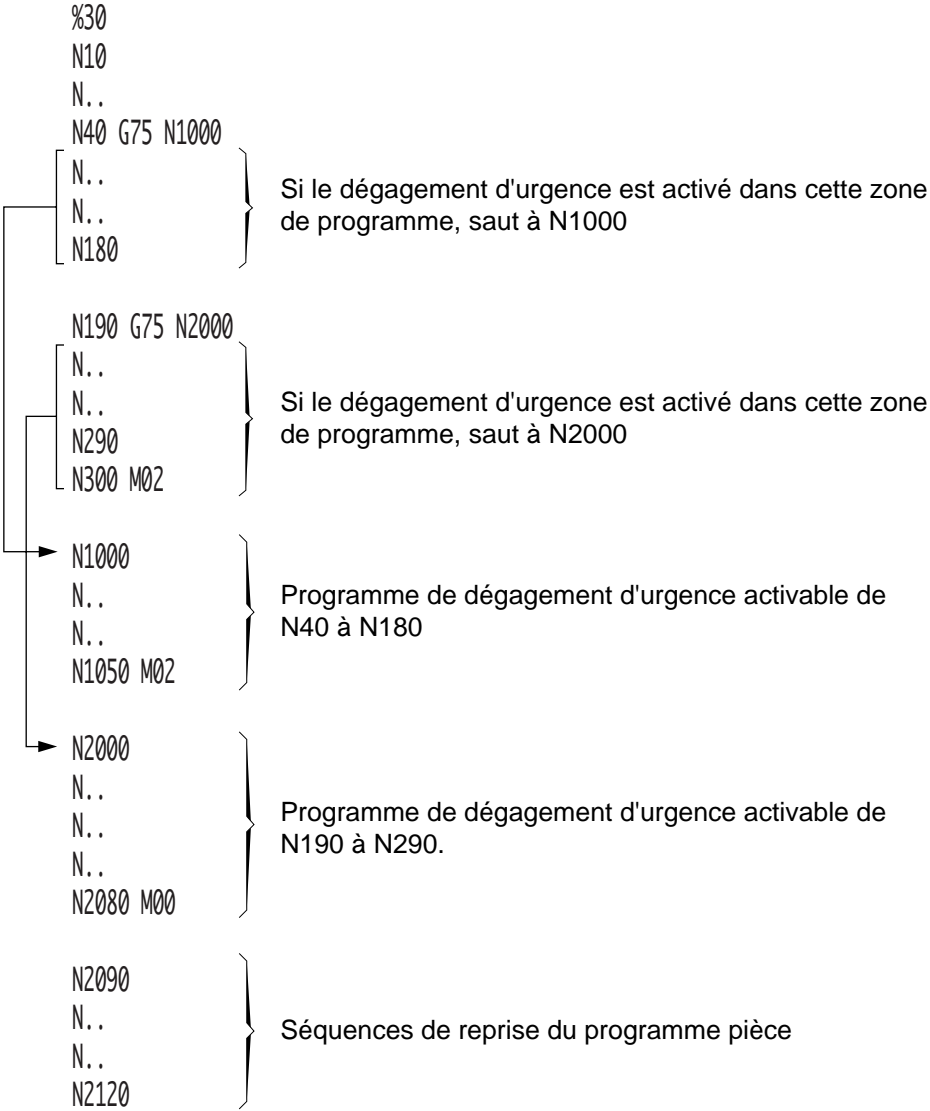 %30
N10
N..
N40 G75 N1000
N..
N..
N180
Si le dégagement d'urgence est activé dans cette zone
de programme, saut à N1000
N190 G75 N2000
N..
N..
N290
N300 M02
Si le dégagement d'urgence est activé dans cette zone
de programme, saut à N2000
N1000
N..
N..
N1050 M02
Programme de dégagement d'urgence activable de
N40 à N180
N2000
N..
N..
N..
N2080 M00
Programme de dégagement d'urgence activable de
N190 à N290.
N2090
N..
N..
N2120
Séquences de reprise du programme pièce